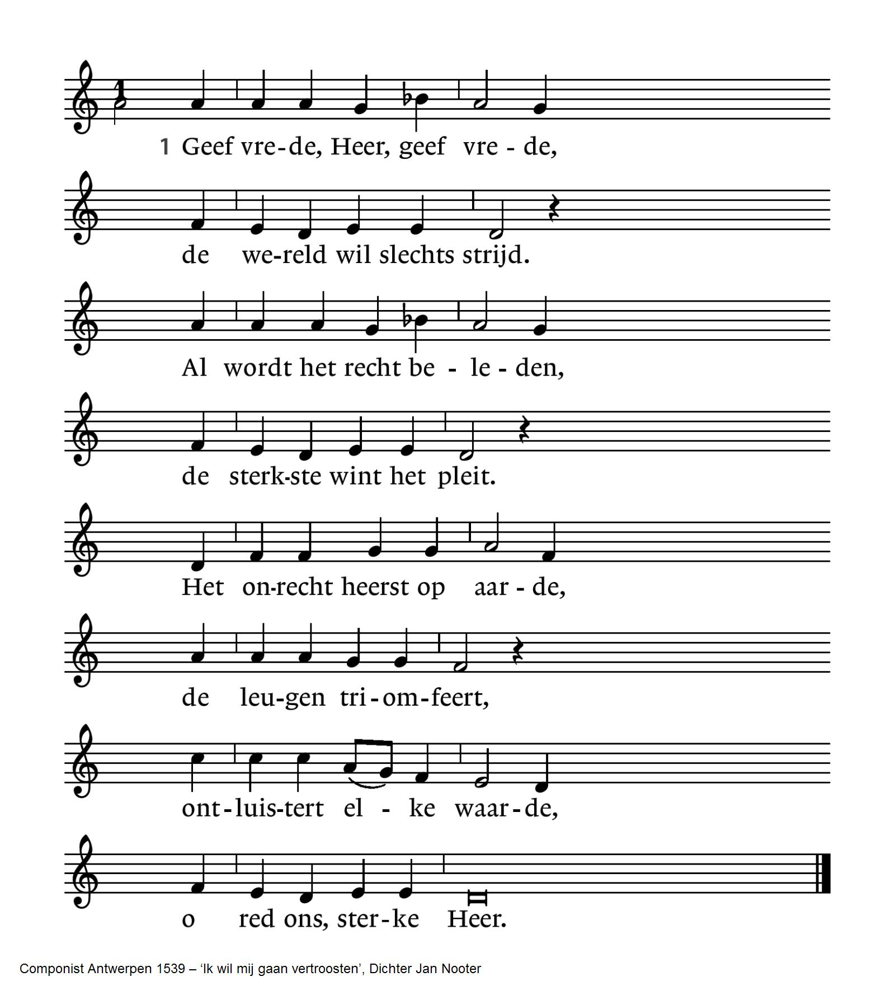 1
1 Geef vre-de, Heer, geef vre - de,
de we-reld wil slechts strijd.
Al wordt het recht be - le - den,
de sterk-ste wint het pleit.
Het on-recht heerst op aar - de,
de leu-gen tri-om-feert,
ont-luis-tert el - ke waar-de,
o red ons, ster-ke Heer.
Componist Antwerpen 1539 – ‘Ik wil mij gaan vertroosten’, Dichter Jan Nooter